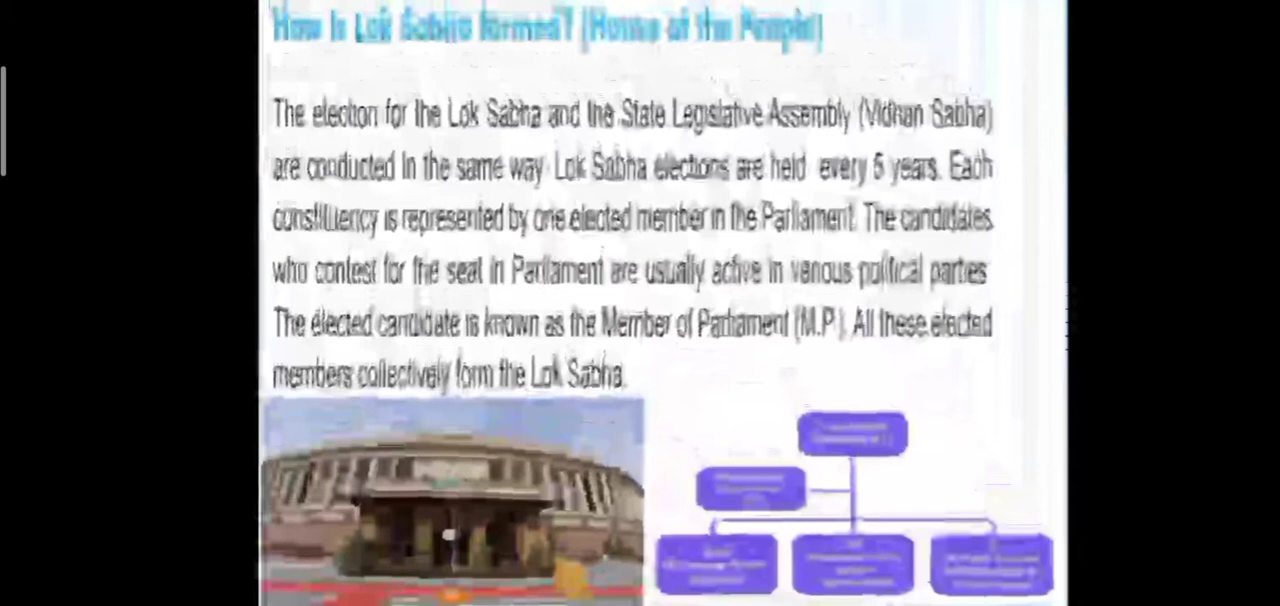 How is Lok Sabha formed? (House of the People)
The election for the Lok Sabha and the State Legislative Assembly (Vidhan Sabha)
are conducted in the same way. Lok Sabha elections are held every 5 years. Each
constituency is represented by one elected member in the Parliament. The candidates
who contest for the seat in Parliament are usually active in various political parties
The elected candidate is known as the Member of Parliament (M.P.). All these elected
members collectively form the Lok Sabha.